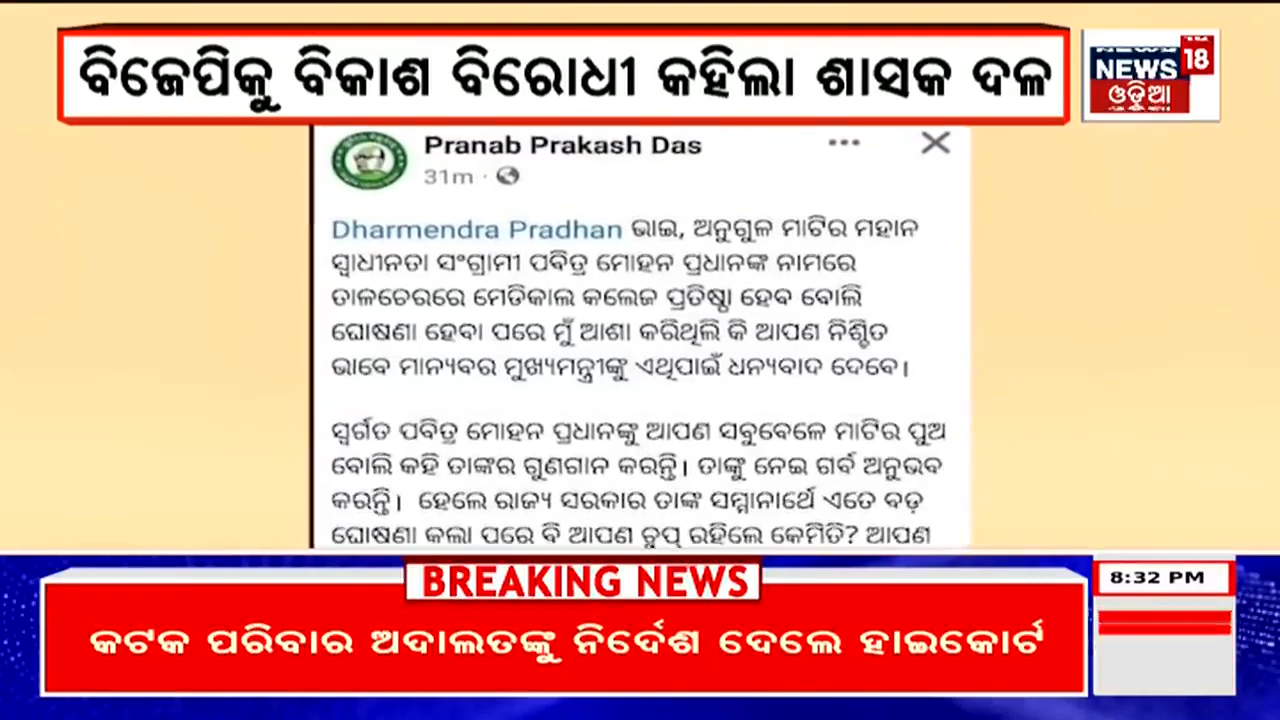 ବିଜେପିକୁ ବିକାଶ ବିରୋଧୀ କହିଲା ଶାସକ ଦଳ
NEWS 18
ଓଡ଼ିଆ
Pranab Prakash Das
31m
Dharmendra Pradhan ଭାଇ, ଅନୁଗୁଳ ମାଟିର ମହାନ
ସ୍ୱାଧୀନତା ସଂଗ୍ରାମୀ ପବିତ୍ର ମୋହନ ପ୍ରଧାନଙ୍କ ନାମରେ
ତାଳଚେରରେ ମେଡିକାଲ କଲେଜ ପ୍ରତିଷ୍ଠା ହେବ ବୋଲି
ଘୋଷଣା ହେବା ପରେ ମୁଁ ଆଶା କରିଥିଲି କି ଆପଣ ନିଶ୍ଚିତ
ଭାବେ ମାନ୍ୟବର ମୁଖ୍ୟମନ୍ତ୍ରୀଙ୍କୁ ଏଥିପାଇଁ ଧନ୍ୟବାଦ ଦେବେ।
ସ୍ୱର୍ଗତ ପବିତ୍ର ମୋହନ ପ୍ରଧାନଙ୍କୁ ଆପଣ ସବୁବେଳେ ମାଟିର ପୁଅ
ବୋଲି କହି ତାଙ୍କର ଗୁଣଗାନ କରନ୍ତି। ତାଙ୍କୁ ନେଇ ଗର୍ବ ଅନୁଭବ
କରନ୍ତି। ହେଲେ ରାଜ୍ୟ ସରକାର ତାଙ୍କ ସମ୍ମାନାର୍ଥେ ଏତେ ବଡ଼
ଘୋଷଣା କଲା ପରେ ବି ଆପଣ ଚୁପ୍ ରହିଲେ କେମିତି? ଆପଣ
BREAKING NEWS
8:32 PM
କଟକ ପରିବାର ଅଦାଲତଙ୍କୁ ନିର୍ଦେଶ ଦେଲେ ହାଇକୋର୍ଟ